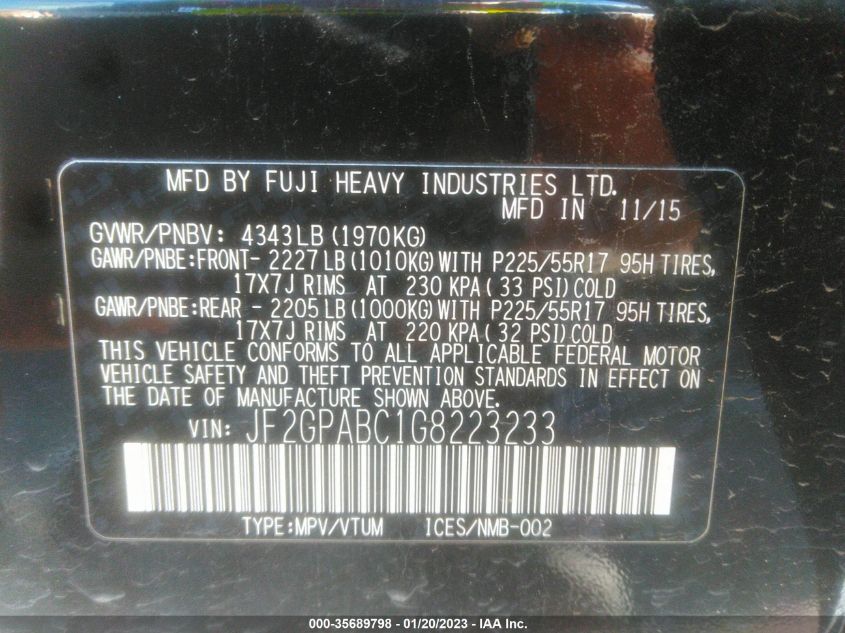 MFD BY FUJI HEAVY INDUSTRIES LTD.
MFD IN 11/15
GVWR/PNBV: 4343LB(1970KG)
GAWR/PNBE:FRONT- 2227LB(1010KG)WITH P225/55R17 95H TIRES,
17X7J RIMS AT 230 KPA( 33 PSI)COLD
GAWR/PNBE:REAR - 2205LB(1000KG)WITH P225/55R17 95H TIRES,
17X7J RIMS AT 220 KPA( 32 PSI)COLD
THIS VEHICLE CONFORMS TO ALL APPLICABLE FEDERAL MOTOR
VEHICLE SAFETY AND THEFT PREVENTION STANDARDS IN EFFECT ON
THE DATE OF MANUFACTURE SHOWN ABOVE.
VIN: JF2GPABC1G8223233
TYPE:MPV/VTUM ICES/NMB-002
000-35689798 - 01/20/2023 - IAA Inc.